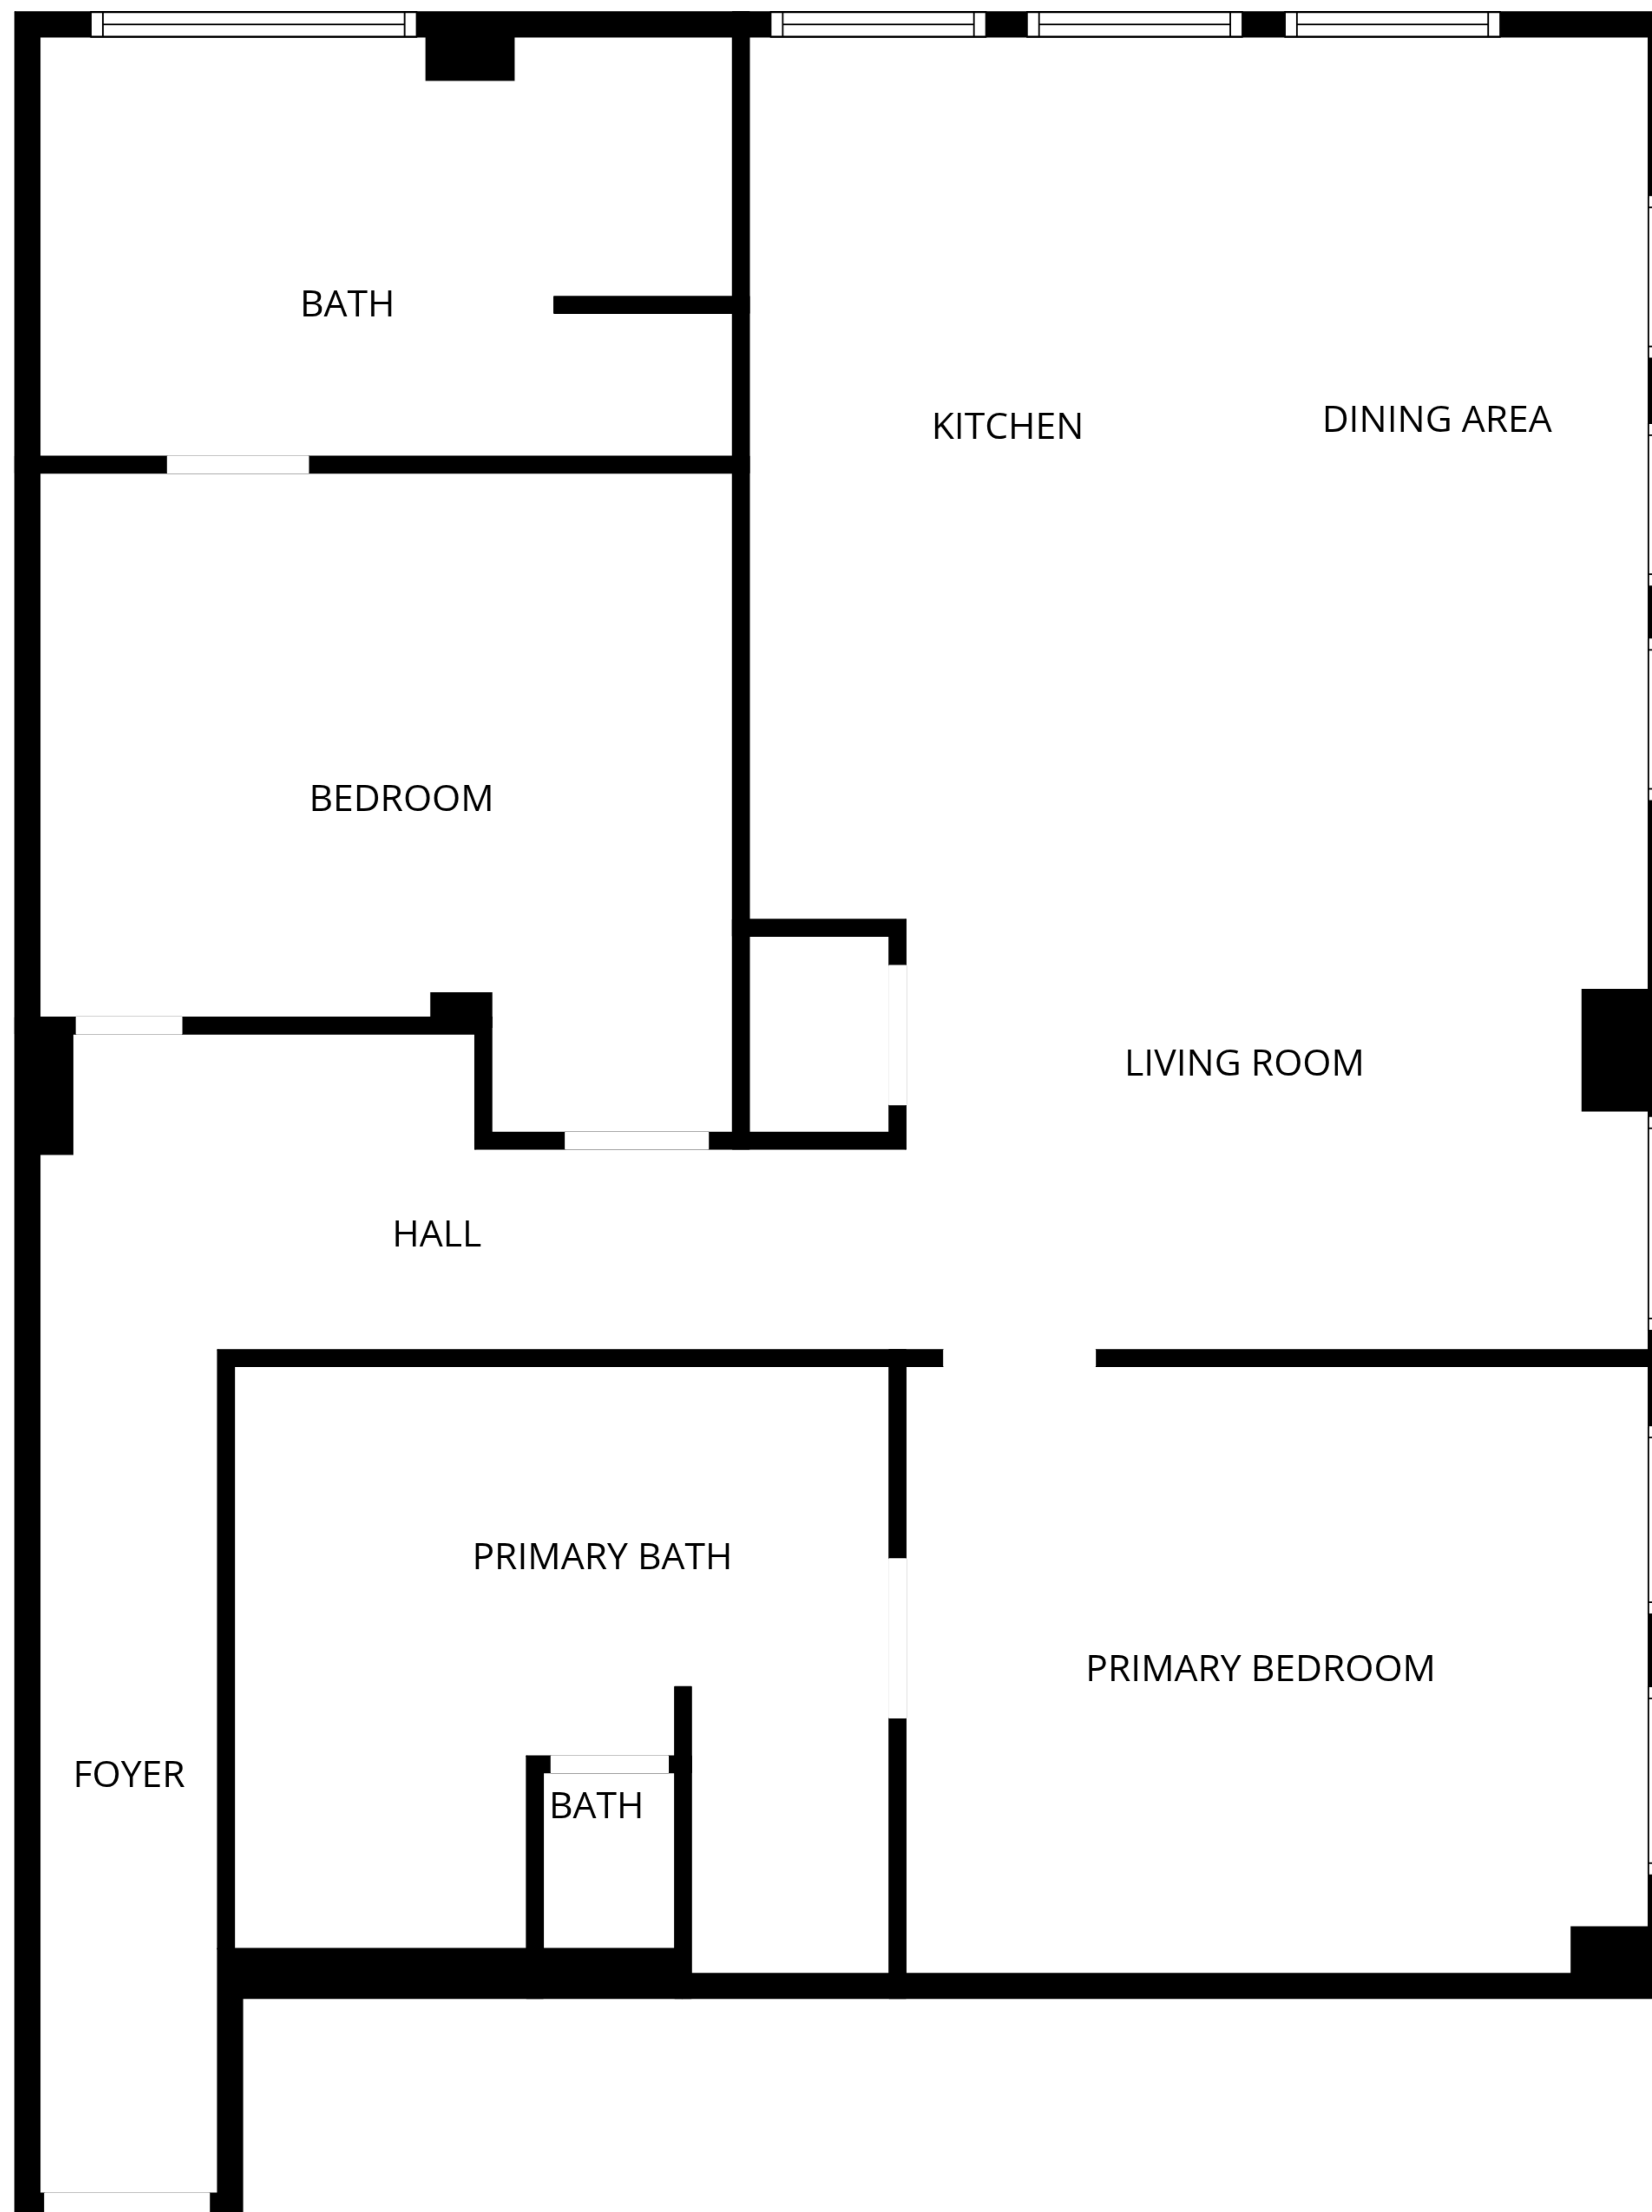 BATH
KITCHEN
DINING AREA
BEDROOM
LIVING ROOM
HALL
PRIMARY BATH
PRIMARY BEDROOM
FOYER
BATH